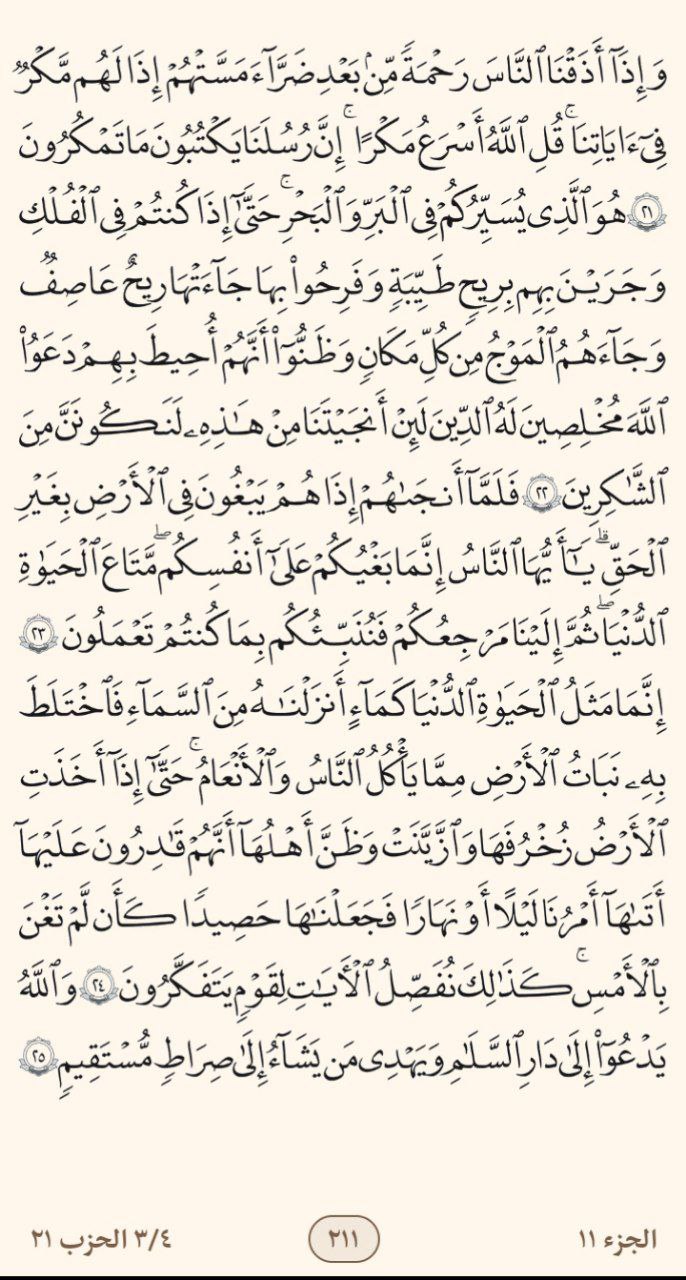 وَإِذَآ أَذَقْنَا ٱلنَّاسَ رَحْمَةً مِّنۢ بَعْدِ ضَرَّآءَ مَسَّتْهُمْ إِذَا لَهُم مَّكْرٌ
فِىٓ ءَايَاتِنَا ۚ قُلِ ٱللَّهُ أَسْرَعُ مَكْرًا ۚ إِنَّ رُسُلَنَا يَكْتُبُونَ مَا تَمْكُرُونَ
٢١ هُوَ ٱلَّذِى يُسَيِّرُكُمْ فِى ٱلْبَرِّ وَٱلْبَحْرِ ۚ حَتَّىٰٓ إِذَا كُنتُمْ فِى ٱلْفُلْكِ
وَجَرَيْنَ بِهِم بِرِيحٍ طَيِّبَةٍ وَفَرِحُوا۟ بِهَا جَآءَتْهَا رِيحٌ عَاصِفٌ
وَجَآءَهُمُ ٱلْمَوْجُ مِن كُلِّ مَكَانٍ وَظَنُّوٓا۟ أَنَّهُمْ أُحِيطَ بِهِمْ دَعَوُا۟
ٱللَّهَ مُخْلِصِينَ لَهُ ٱلدِّينَ لَئِنْ أَنجَيْتَنَا مِنْ هَـٰذِهِۦ لَنَكُونَنَّ مِنَ
ٱلشَّـٰكِرِينَ ٢٢ فَلَمَّآ أَنجَىٰهُمْ إِذَا هُمْ يَبْغُونَ فِى ٱلْأَرْضِ بِغَيْرِ
ٱلْحَقِّ ۗ يَـٰٓأَيُّهَا ٱلنَّاسُ إِنَّمَا بَغْيُكُمْ عَلَىٰٓ أَنفُسِكُم ۖ مَّتَاعَ ٱلْحَيَوٰةِ
ٱلدُّنْيَا ۖ ثُمَّ إِلَيْنَا مَرْجِعُكُمْ فَنُنَبِّئُكُم بِمَا كُنتُمْ تَعْمَلُونَ ٢٣
إِنَّمَا مَثَلُ ٱلْحَيَوٰةِ ٱلدُّنْيَا كَمَآءٍ أَنزَلْنَـٰهُ مِنَ ٱلسَّمَآءِ فَٱخْتَلَطَ
بِهِۦ نَبَاتُ ٱلْأَرْضِ مِمَّا يَأْكُلُ ٱلنَّاسُ وَٱلْأَنْعَامُ ۚ حَتَّىٰٓ إِذَآ أَخَذَتِ
ٱلْأَرْضُ زُخْرُفَهَا وَٱزَّيَّنَتْ وَظَنَّ أَهْلُهَآ أَنَّهُمْ قَـٰدِرُونَ عَلَيْهَآ
أَتَىٰهَآ أَمْرُنَا لَيْلًا أَوْ نَهَارًا فَجَعَلْنَـٰهَا حَصِيدًا كَأَن لَّمْ تَغْنَ
بِٱلْأَمْسِ ۚ كَذَٰلِكَ نُفَصِّلُ ٱلْـَٔايَـٰتِ لِقَوْمٍ يَتَفَكَّرُونَ ٢٤ وَٱللَّهُ
يَدْعُوٓا۟ إِلَىٰ دَارِ ٱلسَّلَـٰمِ وَيَهْدِى مَن يَشَآءُ إِلَىٰ صِرَٰطٍ مُّسْتَقِيمٍ ٢٥
الجزء ١١ ٢١١ ٣/٤ الحزب ٢١